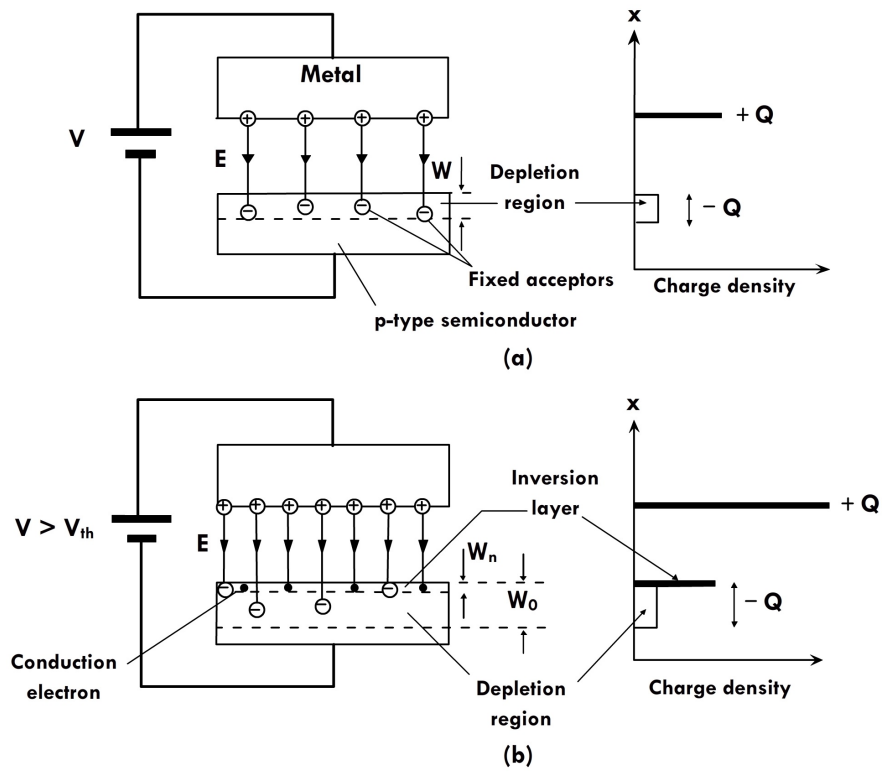 x
Metal
+ Q
V
E
W
Depletion
region
– Q
Fixed acceptors
Charge density
p-type semiconductor
(a)
x
Inversion
layer
+ Q
V > Vth
E
Wn
W0
– Q
Conduction
electron
Depletion
region
Charge density
(b)